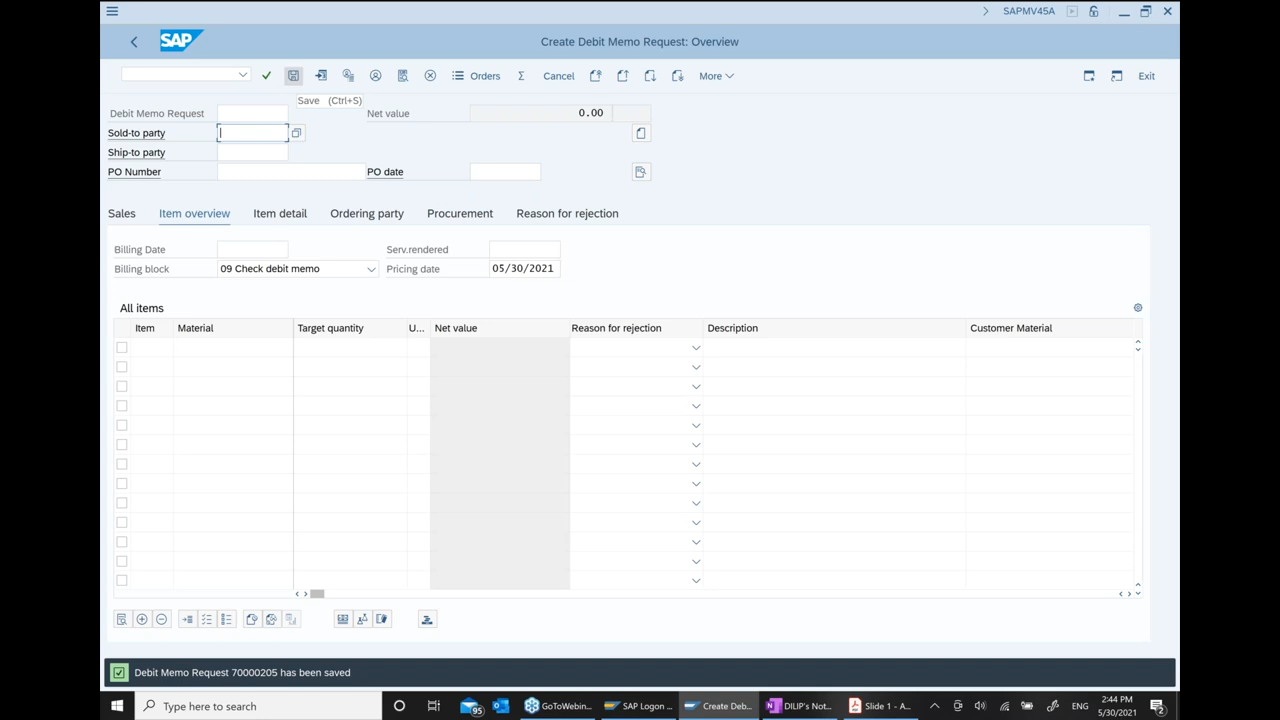 SAPMV45A
SAP
Create Debit Memo Request: Overview
Orders
Cancel
More
Exit
Save (Ctrl+S)
Debit Memo Request
Net value
0.00
Sold-to party
Ship-to party
PO Number
PO date
Sales
Item overview
Item detail
Ordering party
Procurement
Reason for rejection
Billing Date
Serv.rendered
Billing block
09 Check debit memo
Pricing date
05/30/2021
All items
Item
Material
Target quantity
U...
Net value
Reason for rejection
Description
Customer Material
Debit Memo Request 70000205 has been saved
Type here to search
95
GoToWebin...
SAP Logon ...
Create Deb...
DILIP's Not...
Slide 1 - A...
ENG
2:44 PM
5/30/2021
2